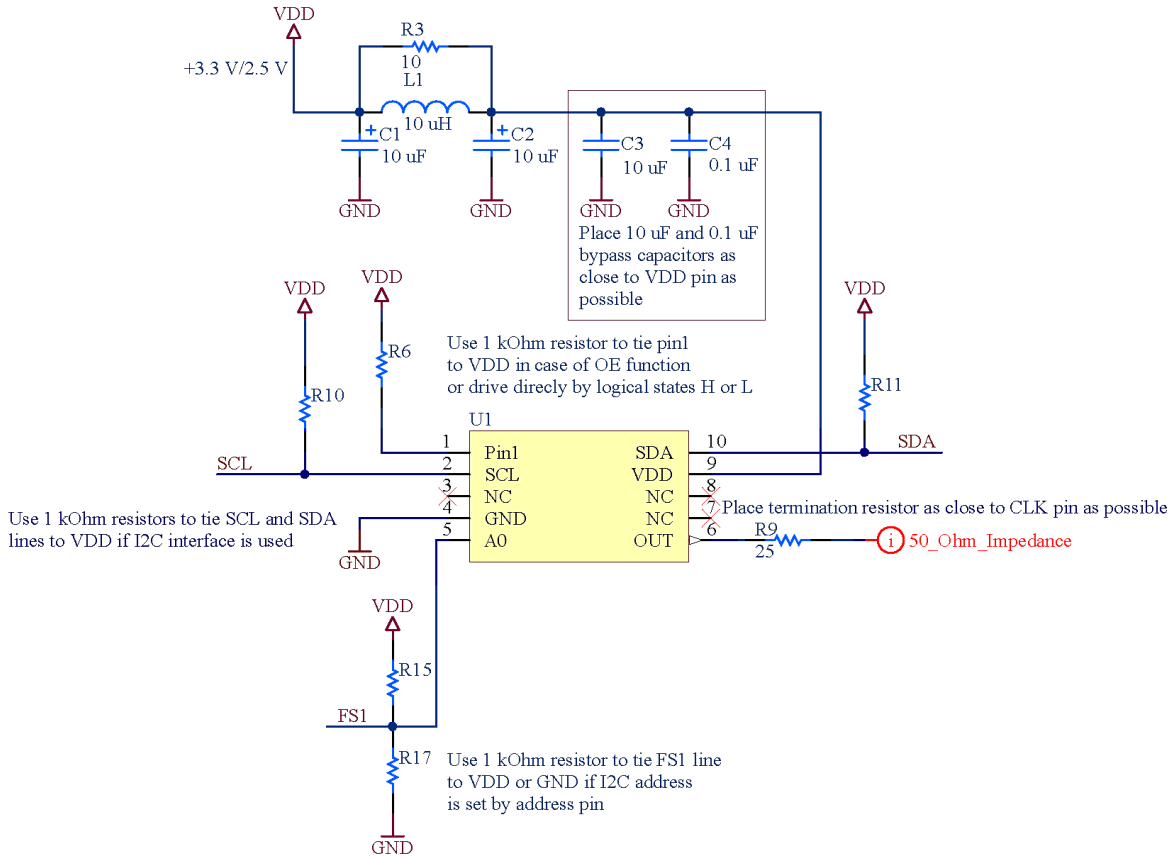 VDD
R3
+3.3 V/2.5 V
10
L1
10 uH
C1
10 uF
C2
10 uF
C3
10 uF
C4
0.1 uF
GND
GND
GND
GND
Place 10 uF and 0.1 uF
bypass capacitors as
close to VDD pin as
possible
VDD
VDD
VDD
R6
R10
R11
Use 1 kOhm resistor to tie pin1
to VDD in case of OE function
or drive direcly by logical states H or L
U1
SCL
SDA
1
Pin1
SDA
10
2
SCL
VDD
9
3
NC
NC
8
4
GND
NC
7
5
A0
OUT
6
Use 1 kOhm resistors to tie SCL and SDA
lines to VDD if I2C interface is used
GND
Place termination resistor as close to CLK pin as possible
R9
25
i
50_Ohm_Impedance
VDD
R15
FS1
R17
GND
Use 1 kOhm resistor to tie FS1 line
to VDD or GND if I2C address
is set by address pin